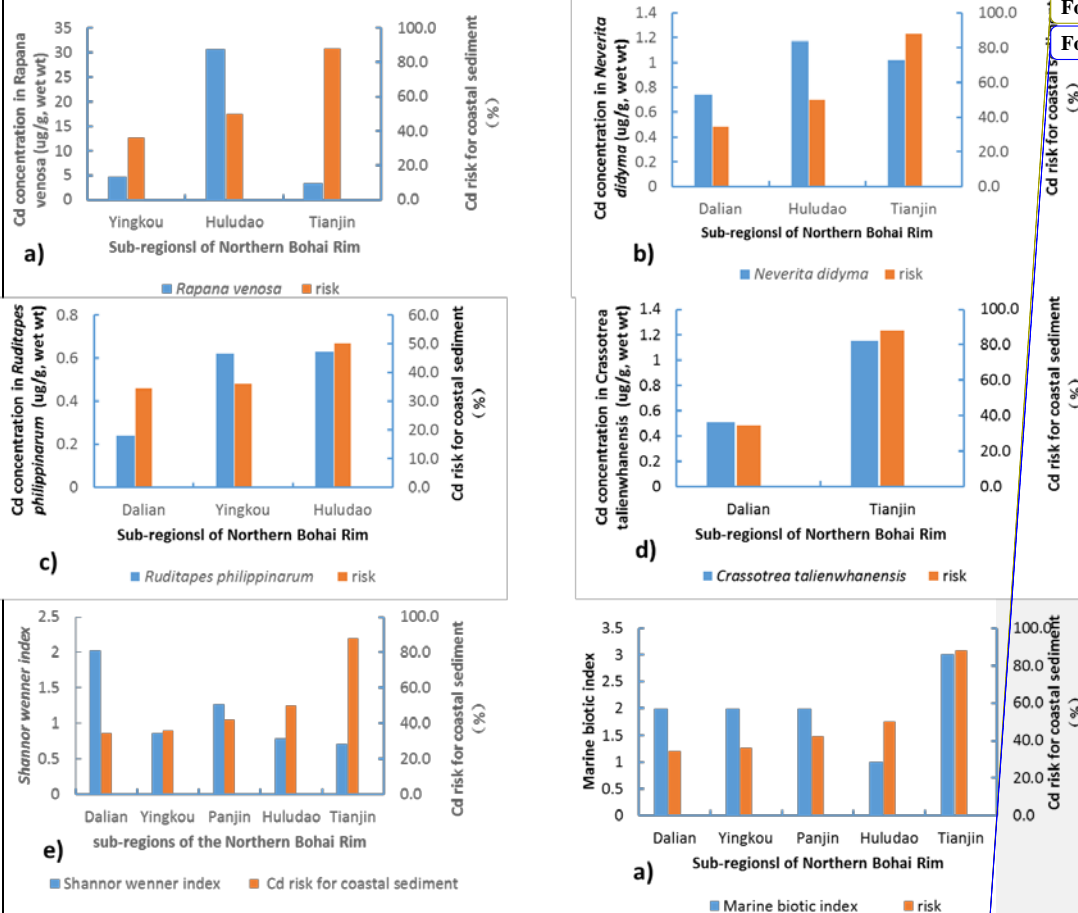 Fo
Fo
Cd concentration in Rapana
venosa (ug/g, wet wt)
35
30
25
20
15
10
5
0
100.0
80.0
60.0
40.0
20.0
0.0
Cd risk for coastal sediment
(%)
Yingkou Huludao Tianjin
Sub-regionsl of Northern Bohai Rim
a)
Rapana venosa risk
Cd concentration in Neverita
didyma (ug/g, wet wt)
1.4
1.2
1
0.8
0.6
0.4
0.2
0
100.0
80.0
60.0
40.0
20.0
0.0
Cd risk for coastal s
(%)
Dalian Huludao Tianjin
Sub-regionsl of Northern Bohai Rim
b)
Neverita didyma risk
Cd concentration in Ruditapes
philippinarum (ug/g, wet wt)
0.8
0.6
0.4
0.2
0
60.0
50.0
40.0
30.0
20.0
10.0
0.0
Cd risk for coastal sediment
(%)
Dalian Yingkou Huludao
Sub-regionsl of Northern Bohai Rim
c)
Ruditapes philippinarum risk
Cd concentration in Crassotrea
talienwhanensis (ug/g, wet wt)
1.4
1.2
1
0.8
0.6
0.4
0.2
0
100.0
80.0
60.0
40.0
20.0
0.0
Cd risk for coastal sediment
(%)
Dalian Tianjin
Sub-regionsl of Northern Bohai Rim
d)
Crassotrea talienwhanensis risk
Shannor wenner index
2.5
2
1.5
1
0.5
0
100.0
80.0
60.0
40.0
20.0
0.0
Cd risk for coastal sediment
(%)
Dalian Yingkou Panjin Huludao Tianjin
sub-regions of the Northern Bohai Rim
e)
Shannor wenner index Cd risk for coastal sediment
Marine biotic index
3.5
3
2.5
2
1.5
1
0.5
0
100.0
80.0
60.0
40.0
20.0
0.0
Cd risk for coastal sediment
(%)
Dalian Yingkou Panjin Huludao Tianjin
Sub-regionsl of Northern Bohai Rim
a)
Marine biotic index risk